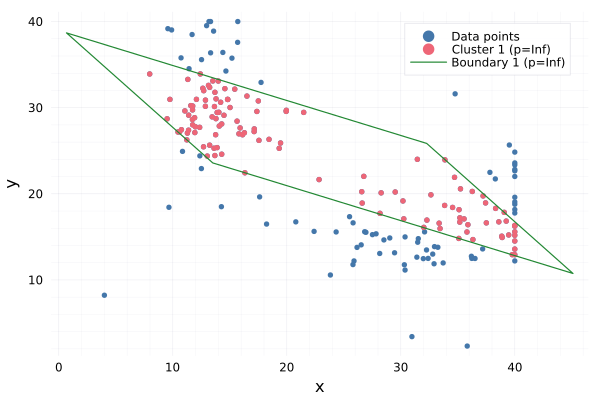 Data points
Cluster 1 (p=Inf)
Boundary 1 (p=Inf)
40
30
20
10
y
0 10 20 30 40
x